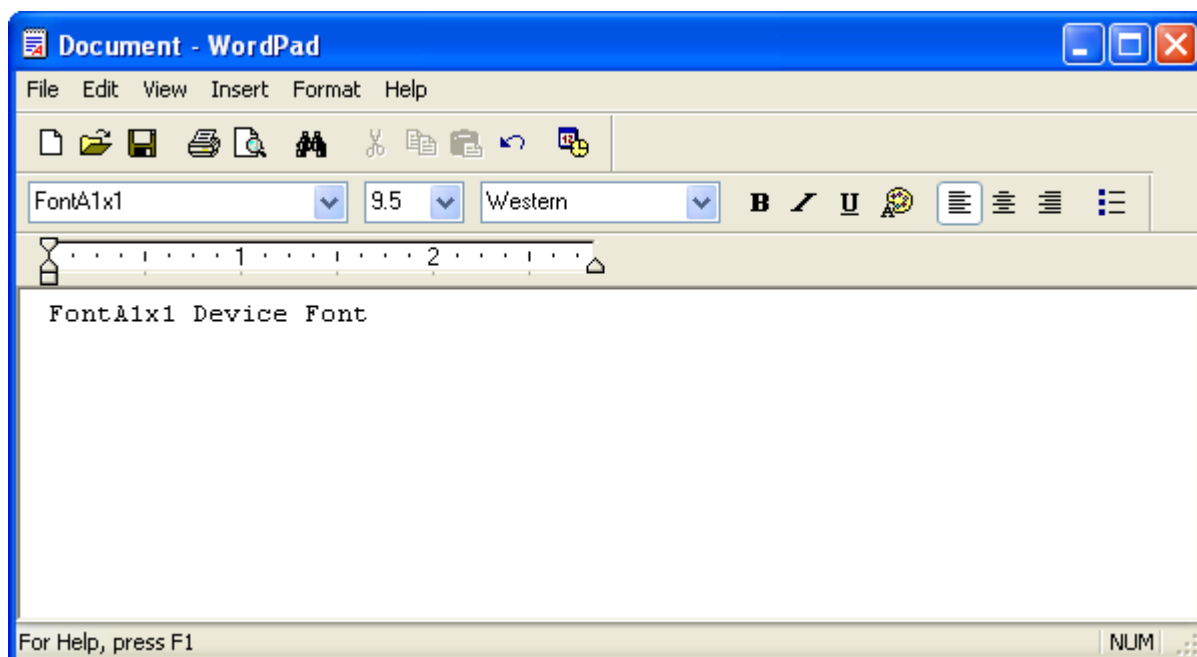 Document - WordPad
File Edit View Insert Format Help
FontA1x1 9.5 Western B I U
1 2
FontA1x1 Device Font
For Help, press F1 NUM